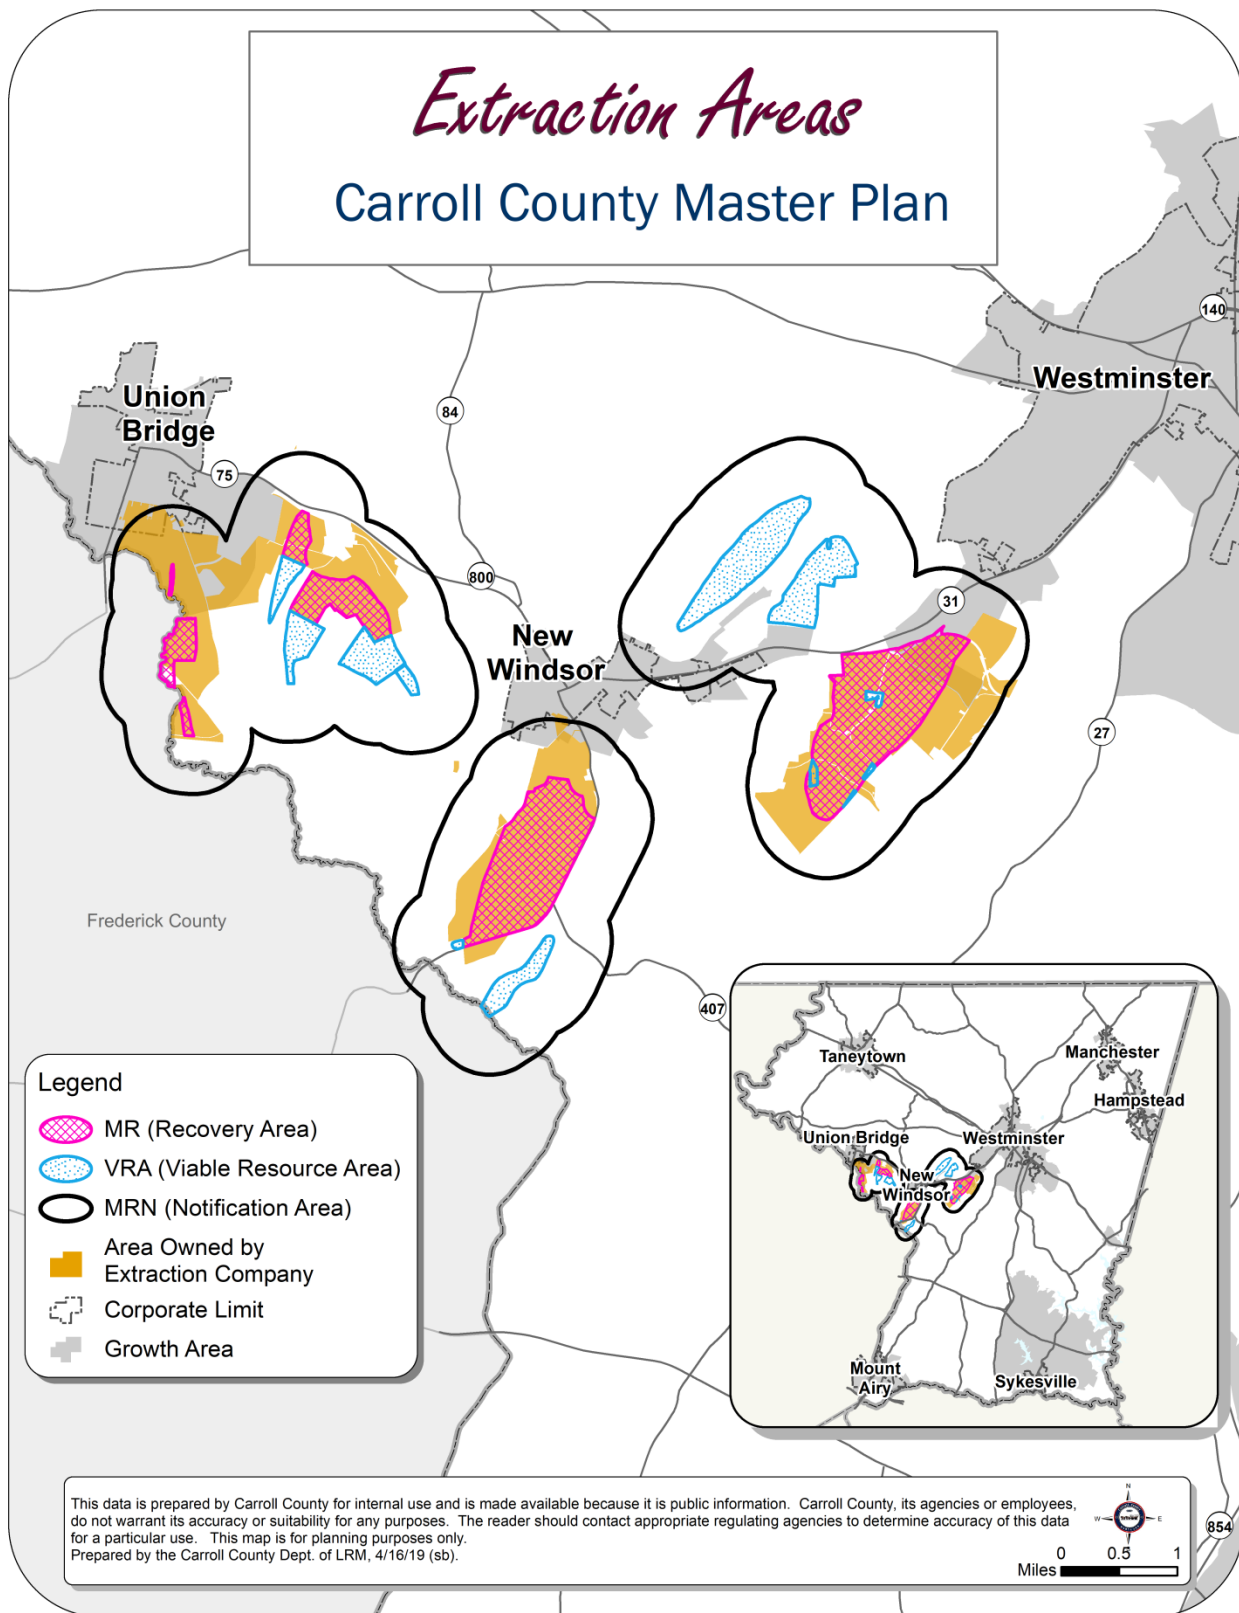 Extraction Areas
Carroll County Master Plan
140
Westminster
Union
Bridge
84
75
800
31
New
Windsor
27
Frederick County
407
Legend
MR (Recovery Area)
VRA (Viable Resource Area)
MRN (Notification Area)
Area Owned by
Extraction Company
Corporate Limit
Growth Area
Taneytown
Manchester
Hampstead
Union Bridge
Westminster
New
Windsor
Mount
Airy
Sykesville
This data is prepared by Carroll County for internal use and is made available because it is public information. Carroll County, its agencies or employees,
do not warrant its accuracy or suitability for any purposes. The reader should contact appropriate regulating agencies to determine accuracy of this data
for a particular use. This map is for planning purposes only.
Prepared by the Carroll County Dept. of LRM, 4/16/19 (sb).
N
W
E
0 0.5 1
Miles
854